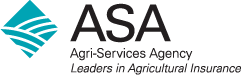 ASA
Agri-Services Agency
Leaders in Agricultural Insurance